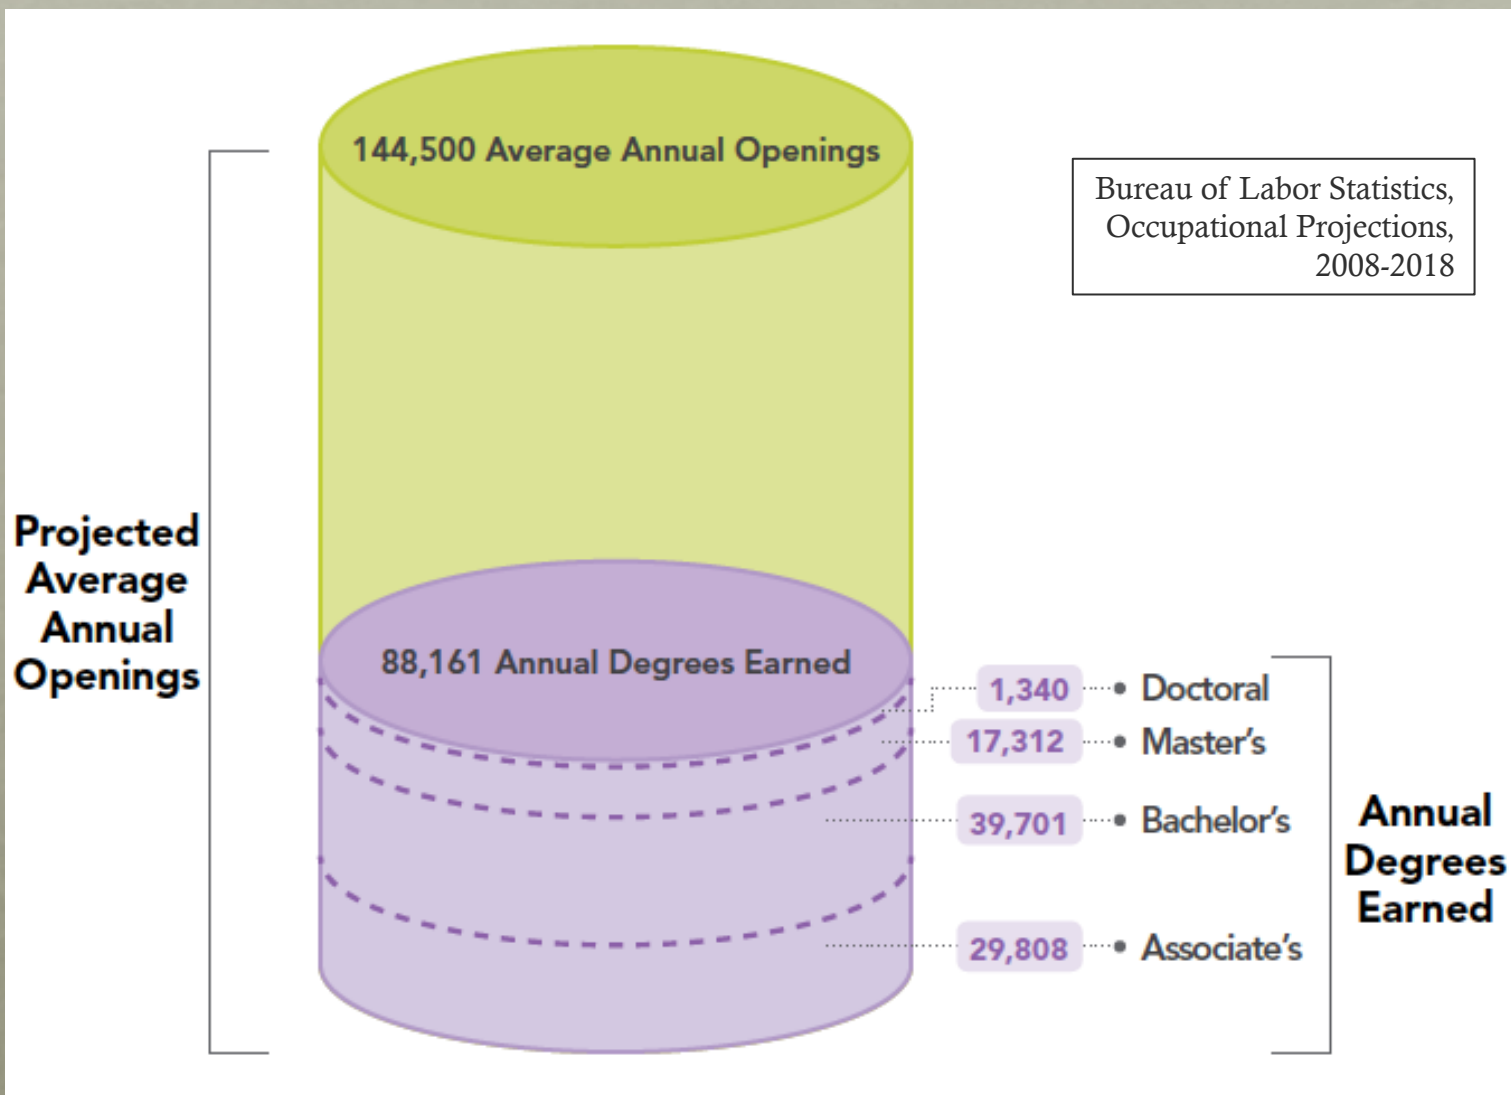 144,500 Average Annual Openings
Bureau of Labor Statistics,
Occupational Projections,
2008-2018
Projected
Average
Annual
Openings
88,161 Annual Degrees Earned
1,340 • Doctoral
17,312 • Master's
39,701 • Bachelor's
29,808 • Associate's
Annual
Degrees
Earned